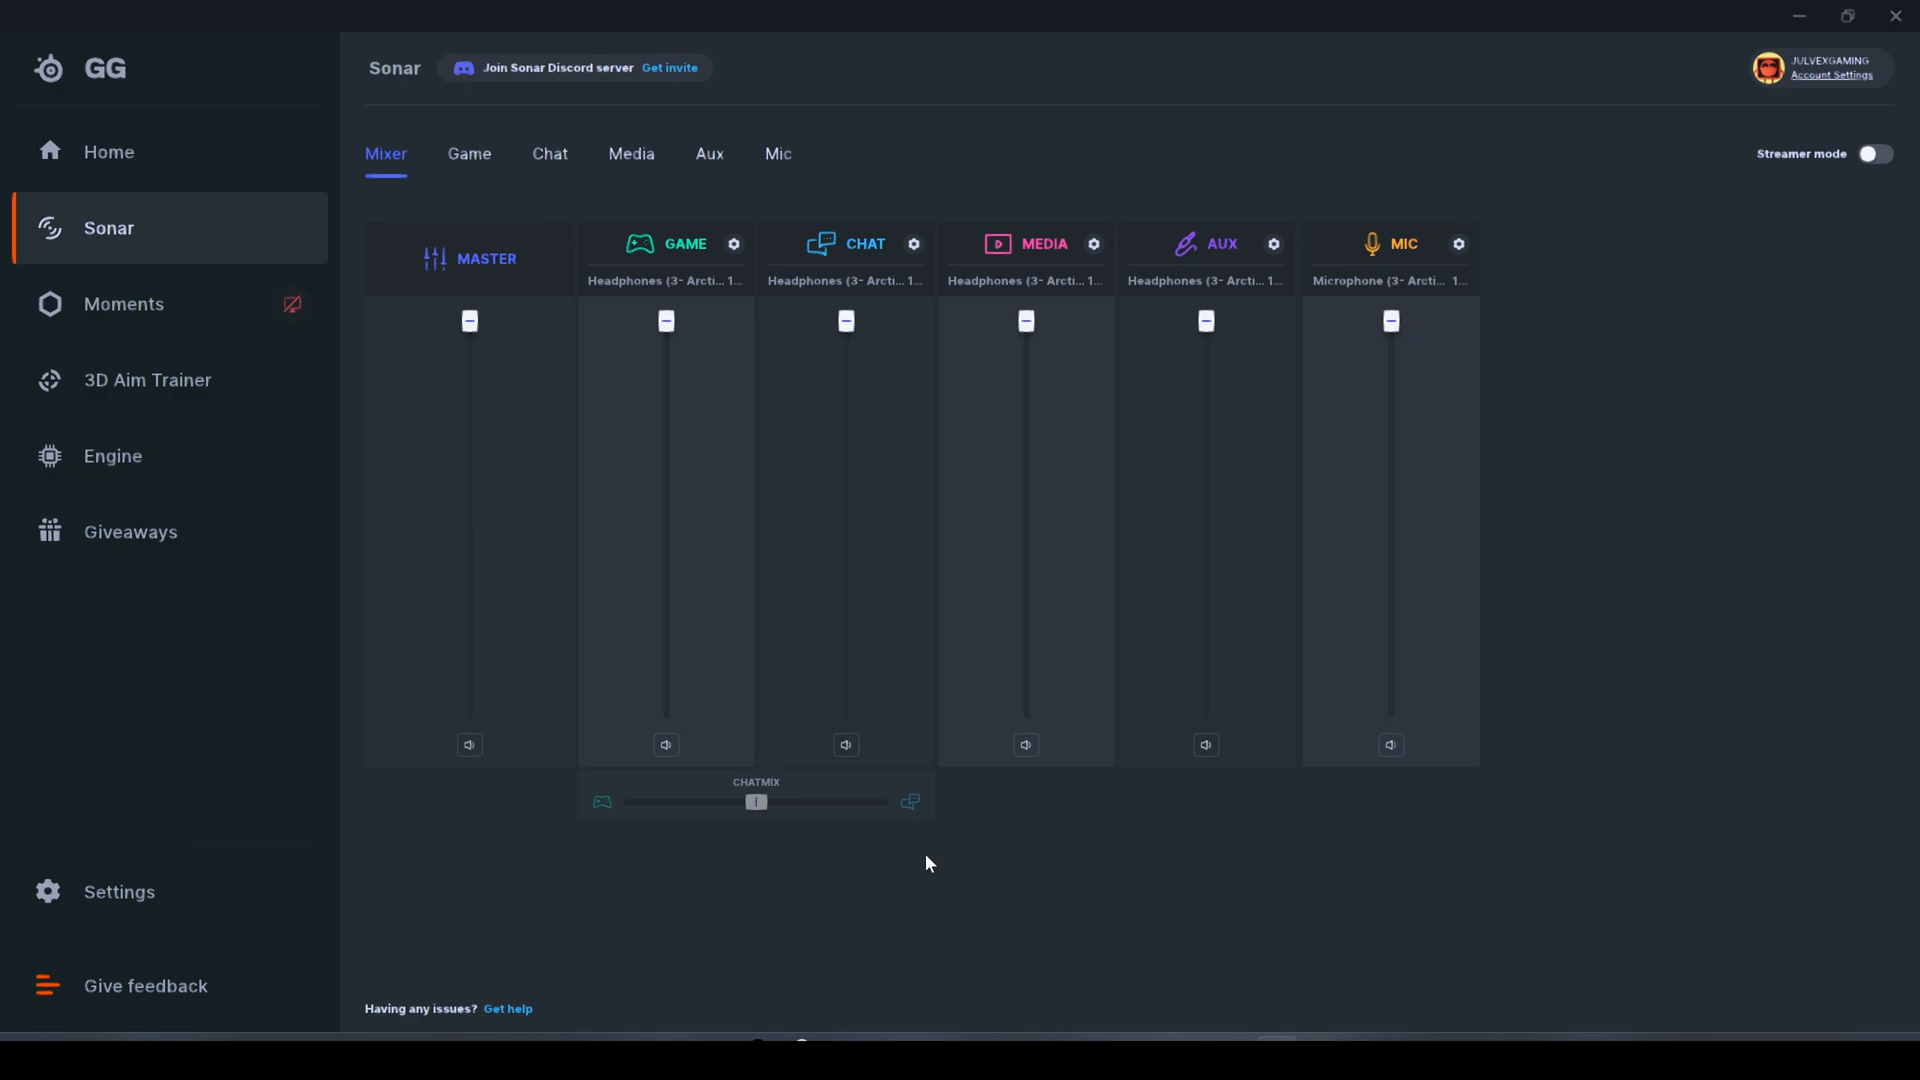 GG
Home
Sonar
Moments
3D Aim Trainer
Engine
Giveaways
Settings
Give feedback
Sonar
Join Sonar Discord server Get invite
JULVEXGAMING
Account Settings
Mixer Game Chat Media Aux Mic
Streamer mode
MASTER
GAME
Headphones (3- Arcti... 1...
CHAT
Headphones (3- Arcti... 1...
MEDIA
Headphones (3- Arcti... 1...
AUX
Headphones (3- Arcti... 1...
MIC
Microphone (3- Arcti... 1...
CHATMIX
Having any issues? Get help